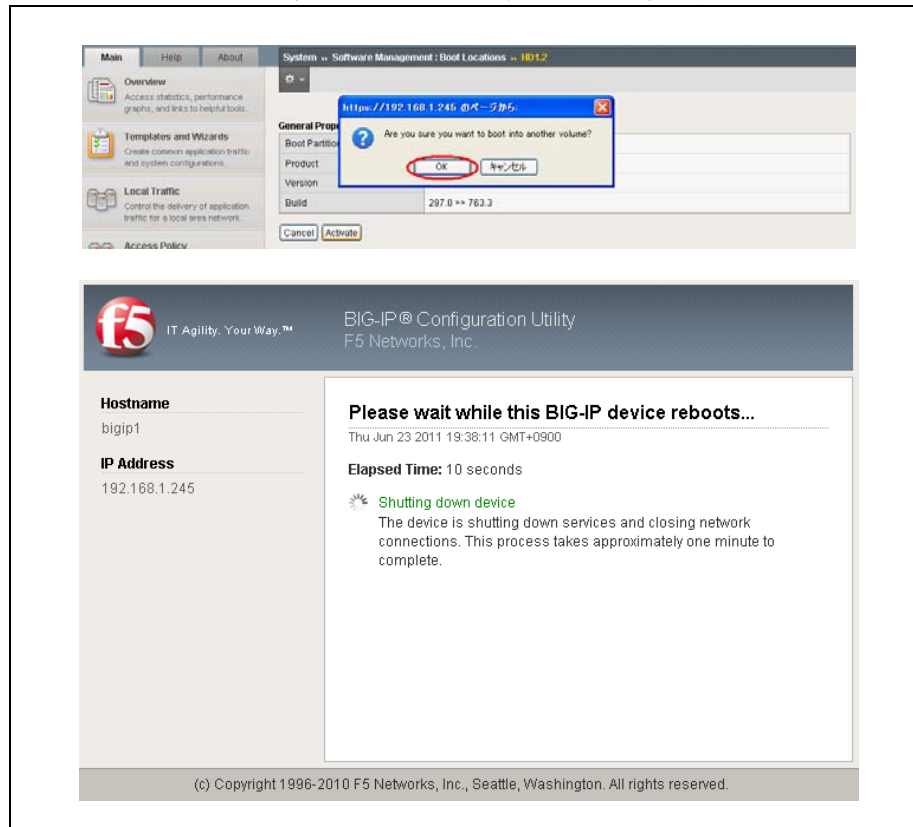 Main Help About
System » Software Management : Boot Locations » HD1.2
Overview
Access statistics, performance
graphs, and links to helpful tools.
Templates and Wizards
Create common application traffic
and system configurations.
Local Traffic
Control the delivery of application
traffic for a local area network.
Access Policy
https://192.168.1.245 のページから:
Are you sure you want to boot into another volume?
OK キャンセル
General Prope
Boot Partition
Product
Version
Build 297.0 >> 763.3
Cancel Activate
f5
IT Agility. Your Way.™
BIG-IP® Configuration Utility
F5 Networks, Inc.
Hostname
bigip1
IP Address
192.168.1.245
Please wait while this BIG-IP device reboots...
Thu Jun 23 2011 19:38:11 GMT+0900
Elapsed Time: 10 seconds
Shutting down device
The device is shutting down services and closing network
connections. This process takes approximately one minute to
complete.
(c) Copyright 1996-2010 F5 Networks, Inc., Seattle, Washington. All rights reserved.